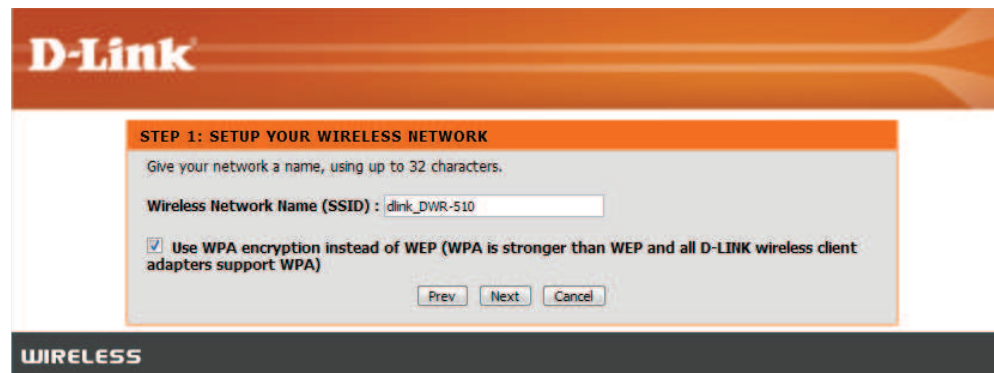 D-Link
STEP 1: SETUP YOUR WIRELESS NETWORK
Give your network a name, using up to 32 characters.
Wireless Network Name (SSID) : dlink_DWR-510
Use WPA encryption instead of WEP (WPA is stronger than WEP and all D-LINK wireless client
adapters support WPA)
Prev Next Cancel
WIRELESS